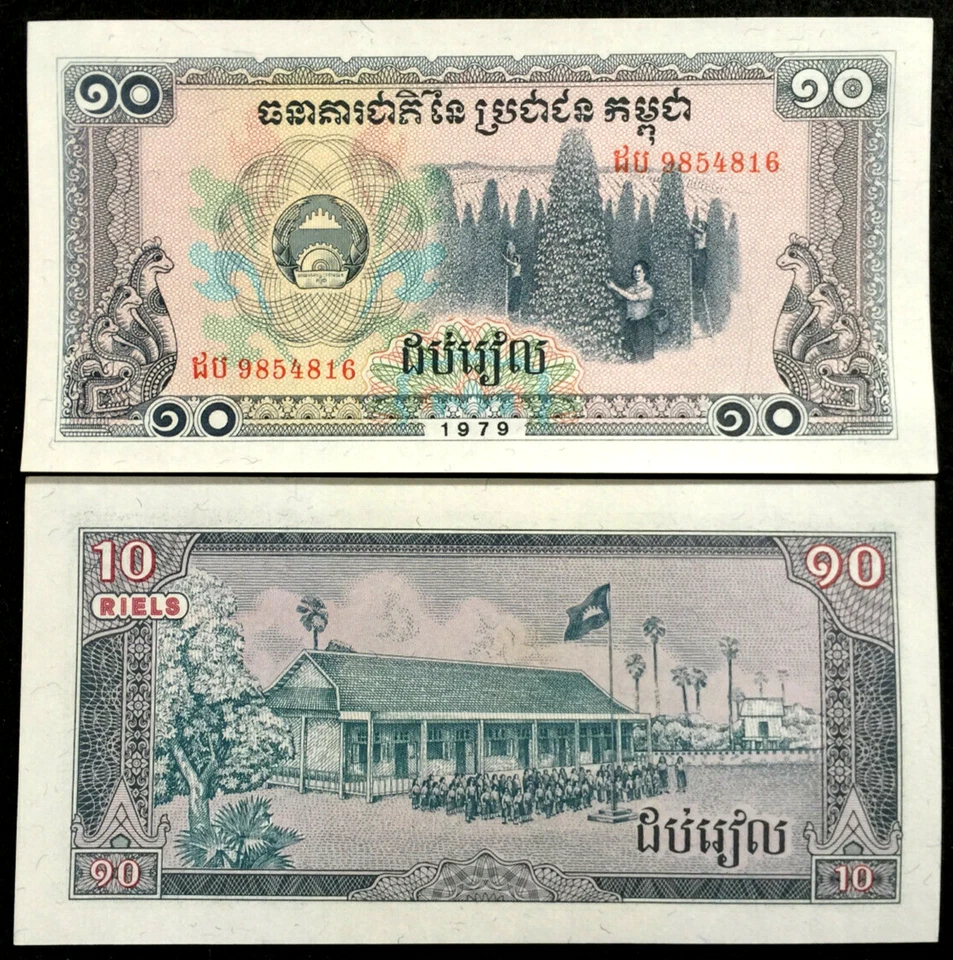 ១០ ១០
ធនាគារជាតិនៃ ប្រជាជន កម្ពុជា
ដប 9854816
ដប់រៀល
ដប 9854816
១០ ១០
1979
10 ១០
RIELS
ដប់រៀល
១០ 10